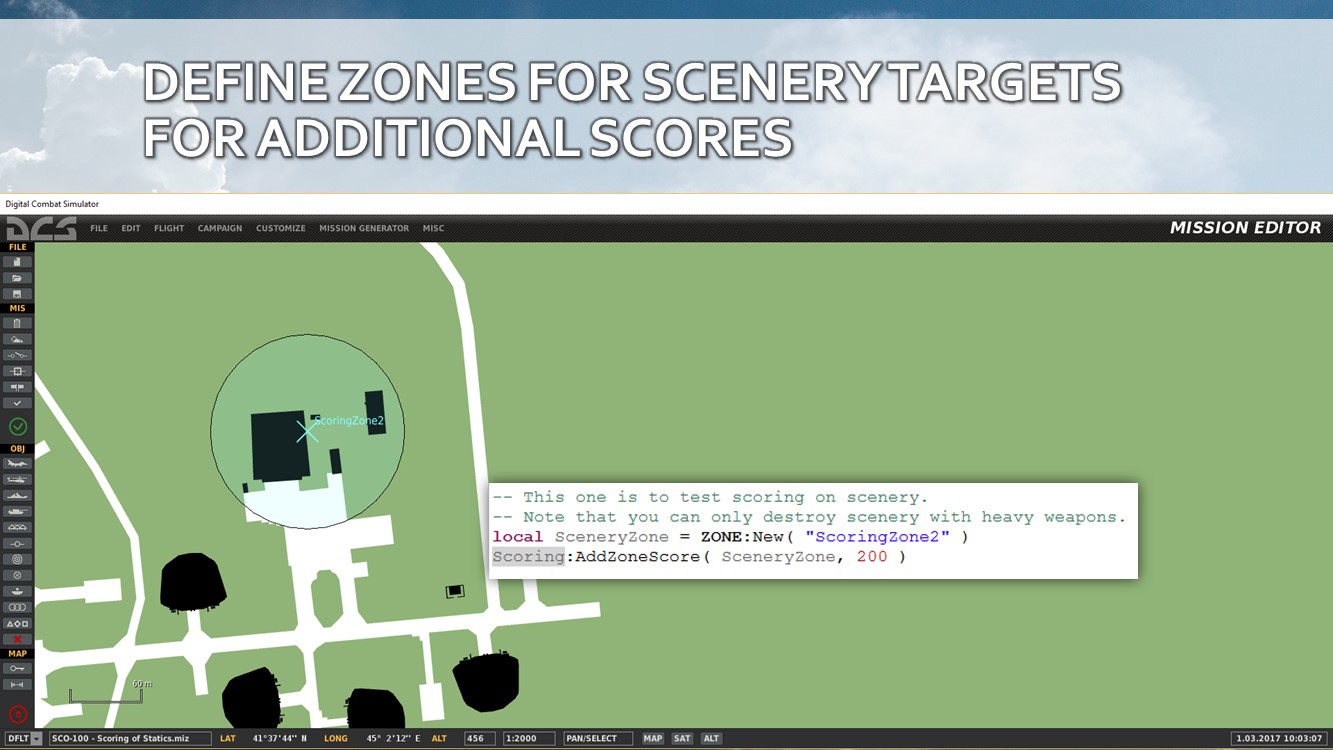 DEFINE ZONES FOR SCENERY TARGETS
FOR ADDITIONAL SCORES
Digital Combat Simulator
DCS FILE EDIT FLIGHT CAMPAIGN CUSTOMIZE MISSION GENERATOR MISC MISSION EDITOR
FILE
MIS
OBJ
MAP
ScoringZone2
-- This one is to test scoring on scenery.
-- Note that you can only destroy scenery with heavy weapons.
local SceneryZone = ZONE:New( "ScoringZone2" )
Scoring:AddZoneScore( SceneryZone, 200 )
60 m
DFLT SCO-100 - Scoring of Statics.miz LAT 41°37'44" N LONG 45° 2'12" E ALT 456 1:2000 PAN/SELECT MAP SAT ALT 1.03.2017 10:03:07